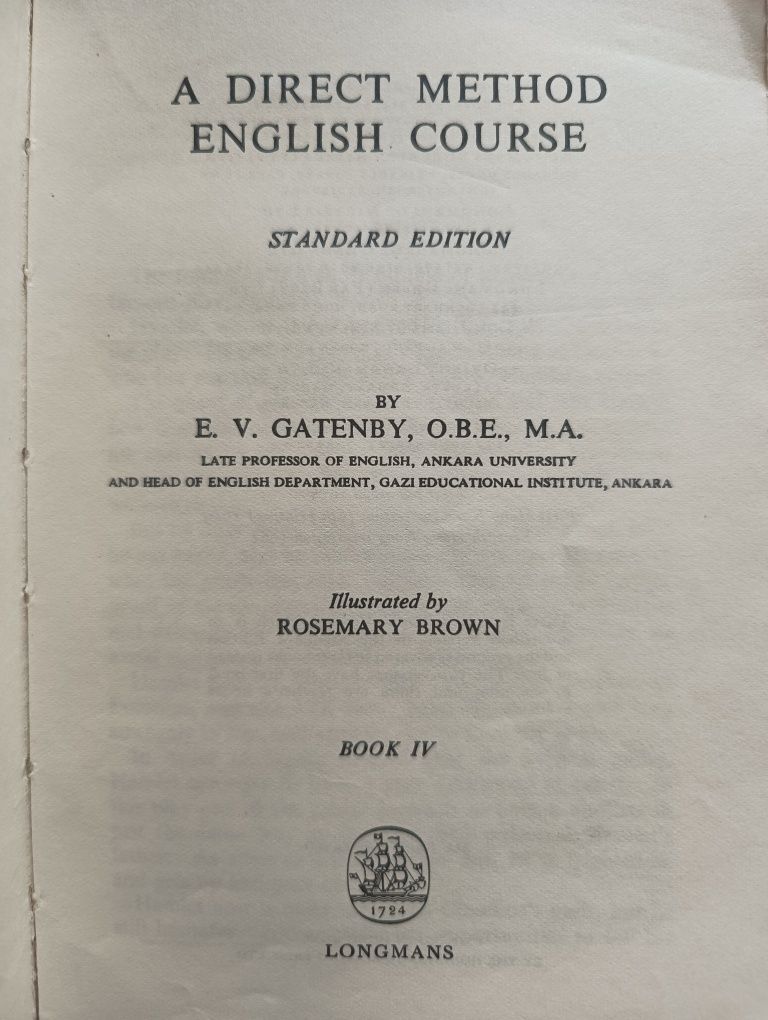 A DIRECT METHOD
ENGLISH COURSE
STANDARD EDITION
BY
E. V. GATENBY, O.B.E., M.A.
LATE PROFESSOR OF ENGLISH, ANKARA UNIVERSITY
AND HEAD OF ENGLISH DEPARTMENT, GAZI EDUCATIONAL INSTITUTE, ANKARA
Illustrated by
ROSEMARY BROWN
BOOK IV
1724
LONGMANS